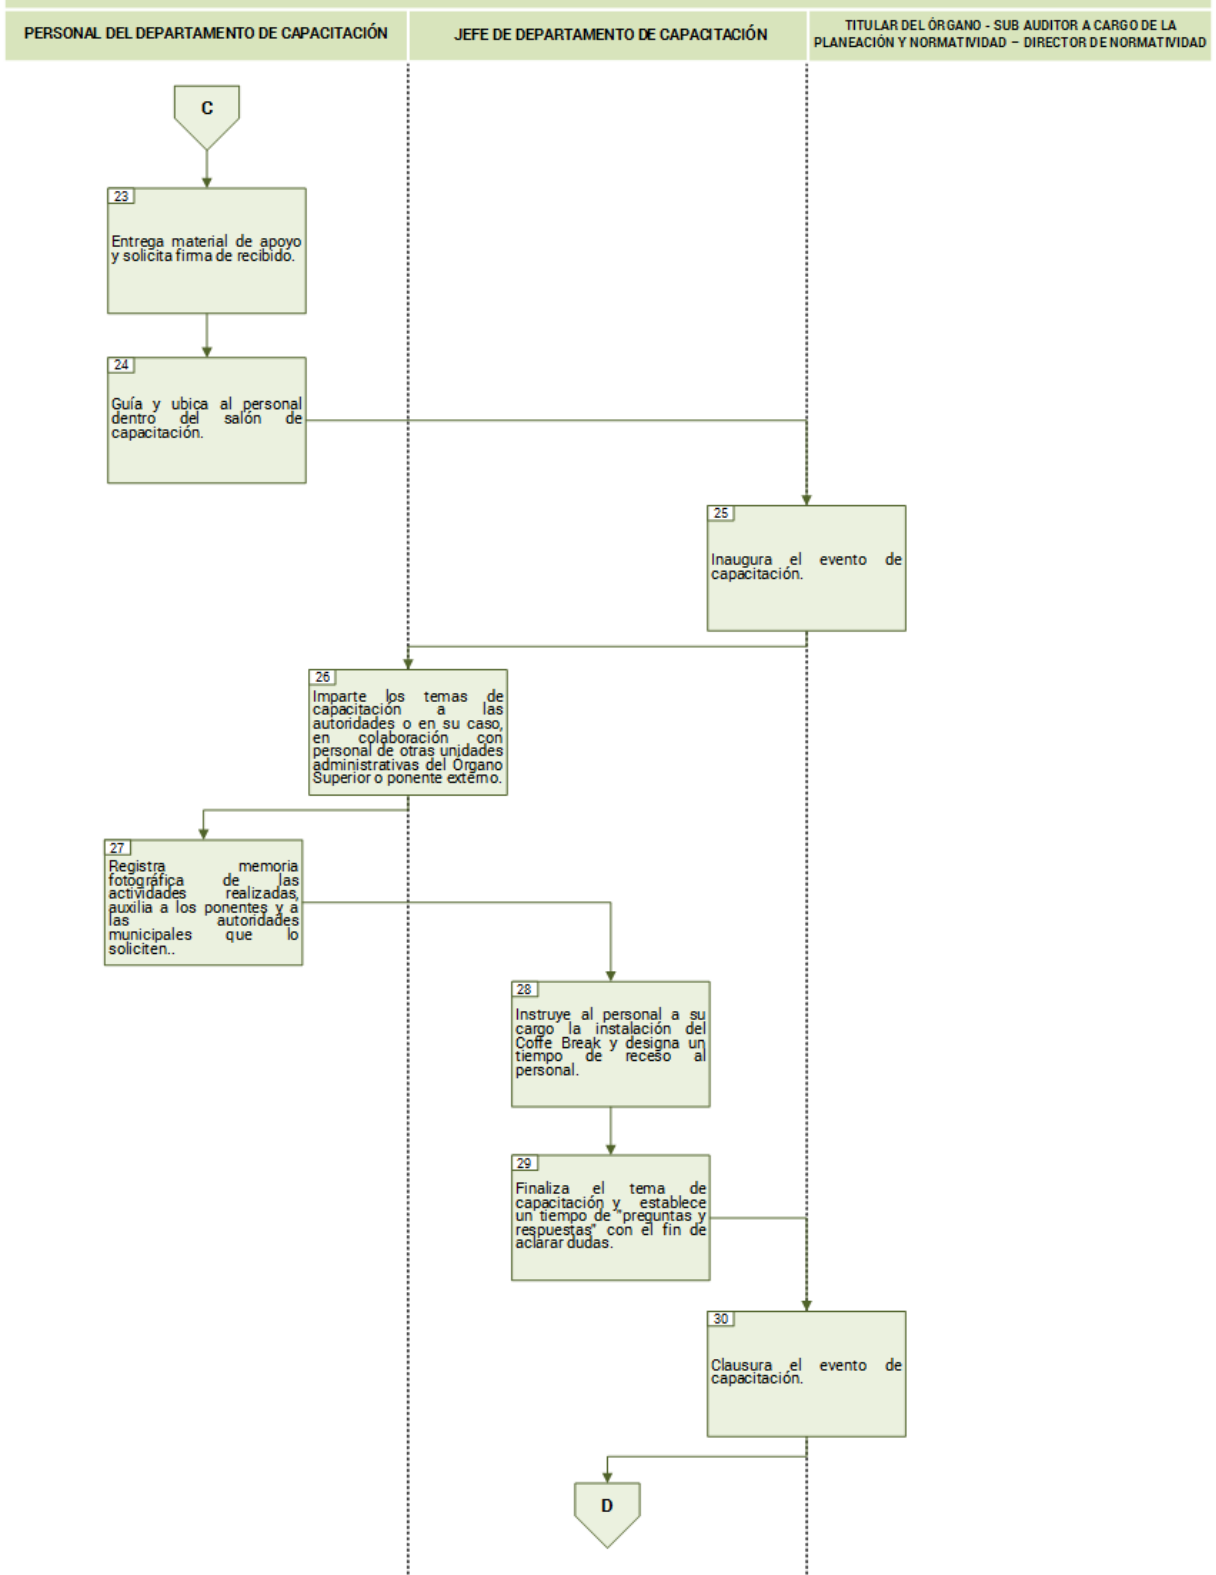 PERSONAL DEL DEPARTAMENTO DE CAPACITACIÓN
JEFE DE DEPARTAMENTO DE CAPACITACIÓN
TITULAR DEL ÓRGANO - SUB AUDITOR A CARGO DE LA
PLANEACIÓN Y NORMATIVIDAD – DIRECTOR DE NORMATIVIDAD
C
23
Entrega material de apoyo
y solicita firma de recibido.
24
Guía y ubica al personal
dentro del salón de
capacitación.
25
Inaugura el evento de
capacitación.
26
Imparte los temas de
capacitación a las
autoridades o en su caso,
en colaboración con
personal de otras unidades
administrativas del Órgano
Superior o ponente externo.
27
Registra memoria
fotográfica de las
actividades realizadas,
auxilia a los ponentes y a
las autoridades
municipales que lo
soliciten..
28
Instruye al personal a su
cargo la instalación del
Coffe Break y designa un
tiempo de receso al
personal.
29
Finaliza el tema de
capacitación y establece
un tiempo de "preguntas y
respuestas" con el fin de
aclarar dudas.
30
Clausura el evento de
capacitación.
D